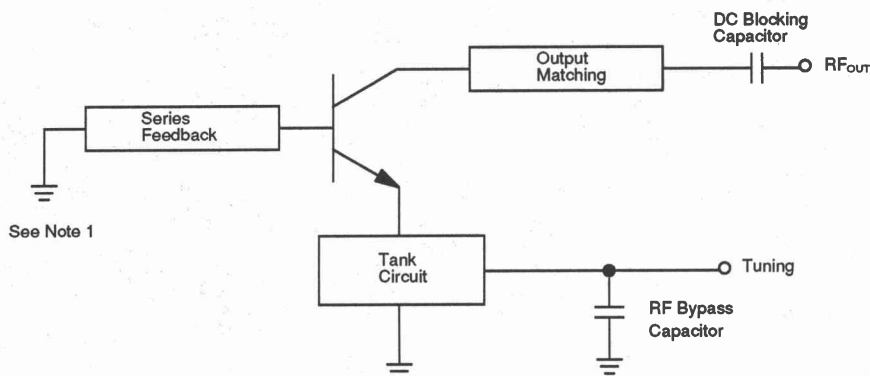 DC Blocking
Capacitor
Output
Matching
RFOUT
Series
Feedback
See Note 1
Tank
Circuit
Tuning
RF Bypass
Capacitor